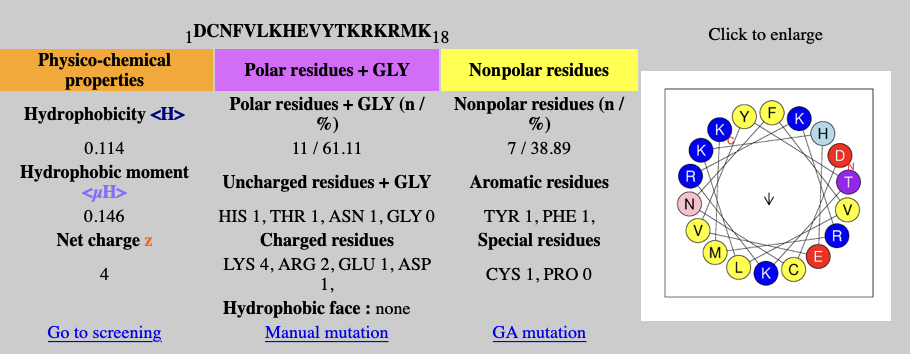 1DCNFVLKHEVYTKRKRMK18
Click to enlarge
Physico-chemical
properties
Polar residues + GLY
Nonpolar residues
Hydrophobicity <H>
Polar residues + GLY (n /
%)
Nonpolar residues (n /
%)
0.114
11 / 61.11
7 / 38.89
Hydrophobic moment
<μH>
Uncharged residues + GLY
Aromatic residues
0.146
HIS 1, THR 1, ASN 1, GLY 0
TYR 1, PHE 1,
Net charge z
Charged residues
Special residues
4
LYS 4, ARG 2, GLU 1, ASP
1,
CYS 1, PRO 0
Hydrophobic face : none
Go to screening
Manual mutation
GA mutation
Y
F
K
H
D
N
T
V
R
E
C
K
L
M
V
N
R
K
K
C